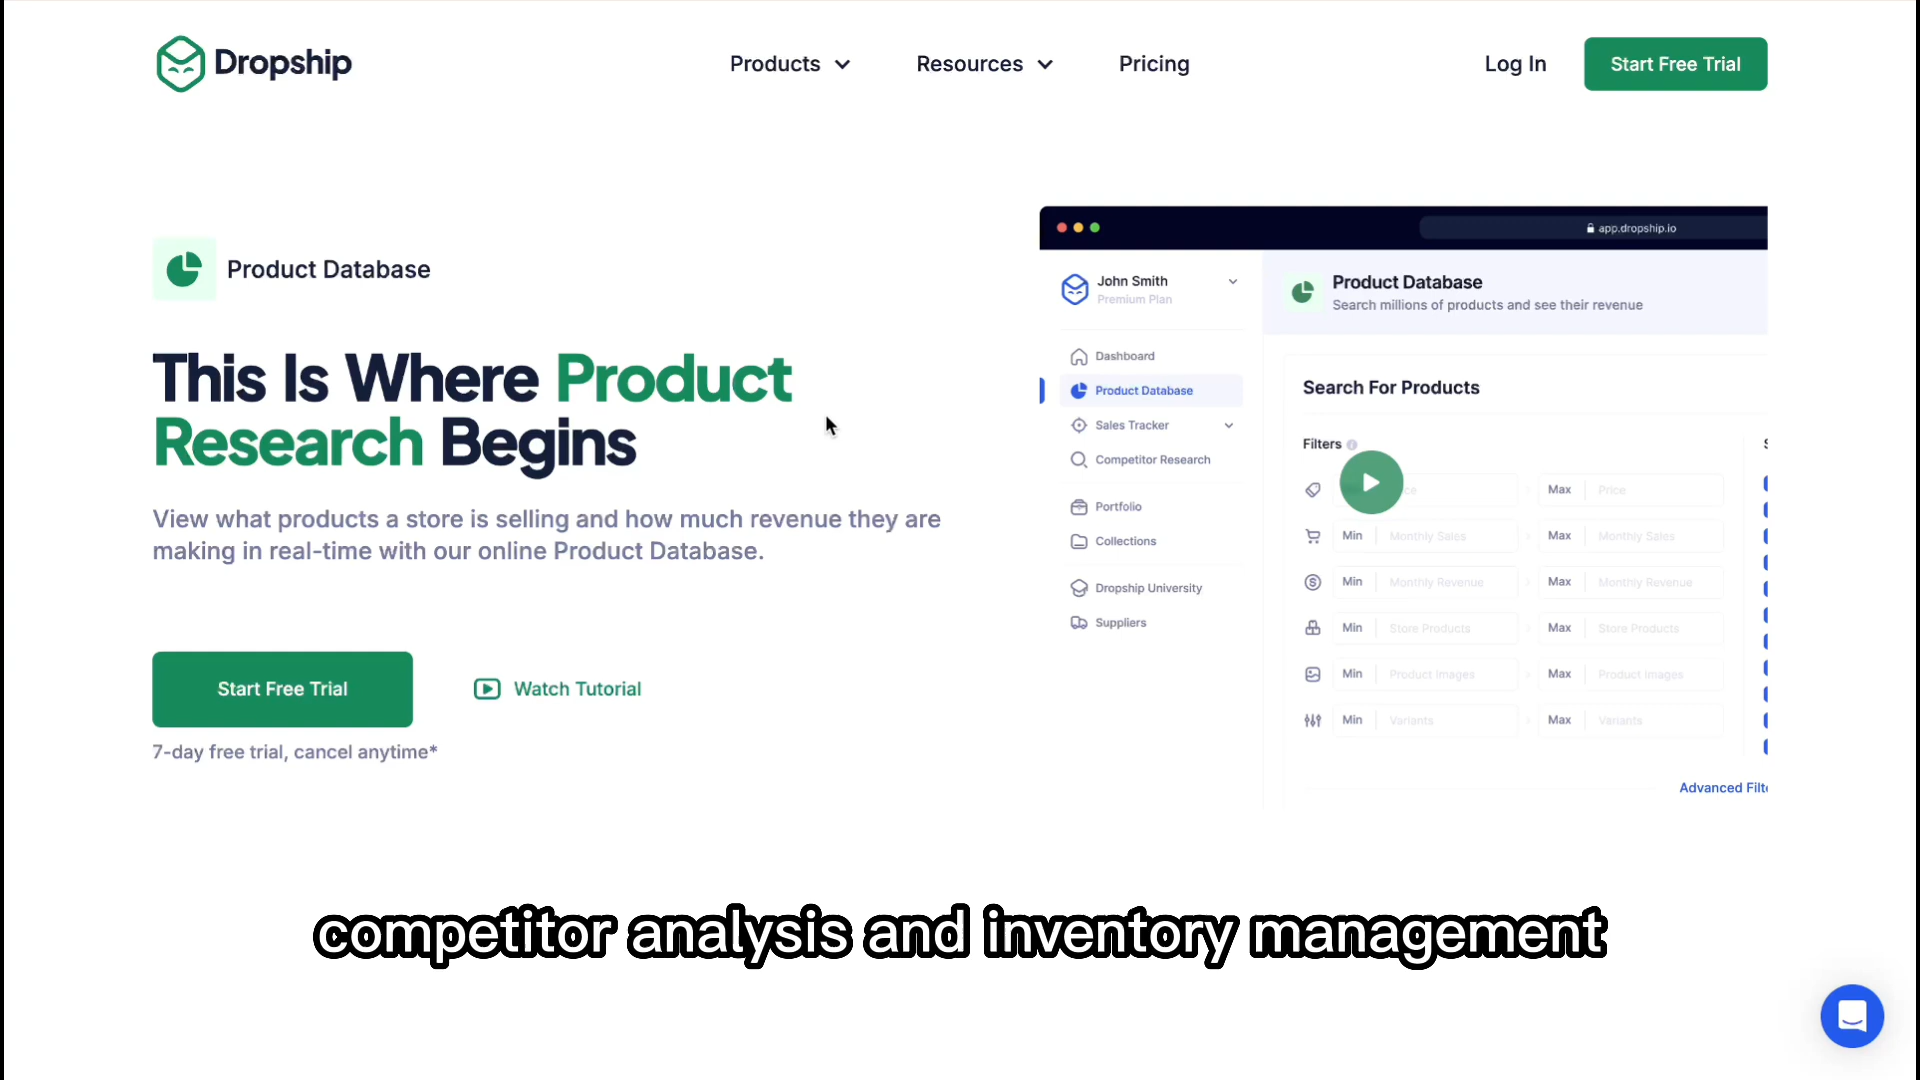 Dropship
Products
Resources
Pricing
Log In
Start Free Trial
Product Database
This Is Where Product
Research Begins
View what products a store is selling and how much revenue they are
making in real-time with our online Product Database.
Start Free Trial
Watch Tutorial
7-day free trial, cancel anytime*
app.dropship.io
John Smith
Premium Plan
Dashboard
Product Database
Sales Tracker
Competitor Research
Portfolio
Collections
Dropship University
Suppliers
Product Database
Search millions of products and see their revenue
Search For Products
Filters
Max Price
Min Monthly Sales Max Monthly Sales
Min Monthly Revenue Max Monthly Revenue
Min Store Products Max Store Products
Min Product Images Max Product Images
Min Variants Max Variants
Advanced
competitor analysis and inventory management